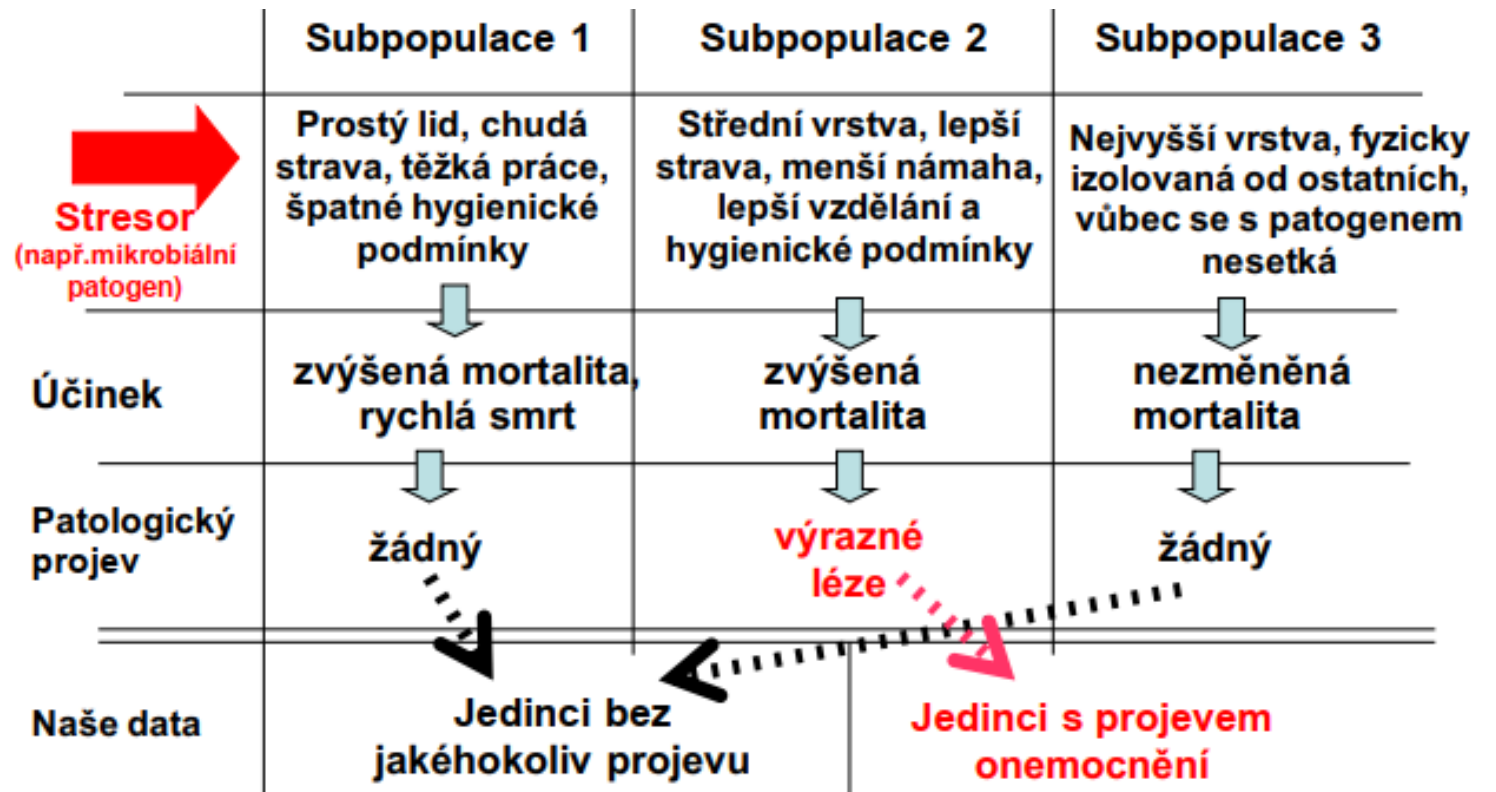 Subpopulace 1
Subpopulace 2
Subpopulace 3
Stresor
(např.mikrobiální
patogen)
Prostý lid, chudá
strava, těžká práce,
špatné hygienické
podmínky
Střední vrstva, lepší
strava, menší námaha,
lepší vzdělání a
hygienické podmínky
Nejvyšší vrstva, fyzicky
izolovaná od ostatních,
vůbec se s patogenem
nesetká
Účinek
zvýšená mortalita,
rychlá smrt
zvýšená
mortalita
nezměněná
mortalita
Patologický
projev
žádný
výrazné
léze
žádný
Naše data
Jedinci bez
jakéhokoliv projevu
Jedinci s projevem
onemocnění